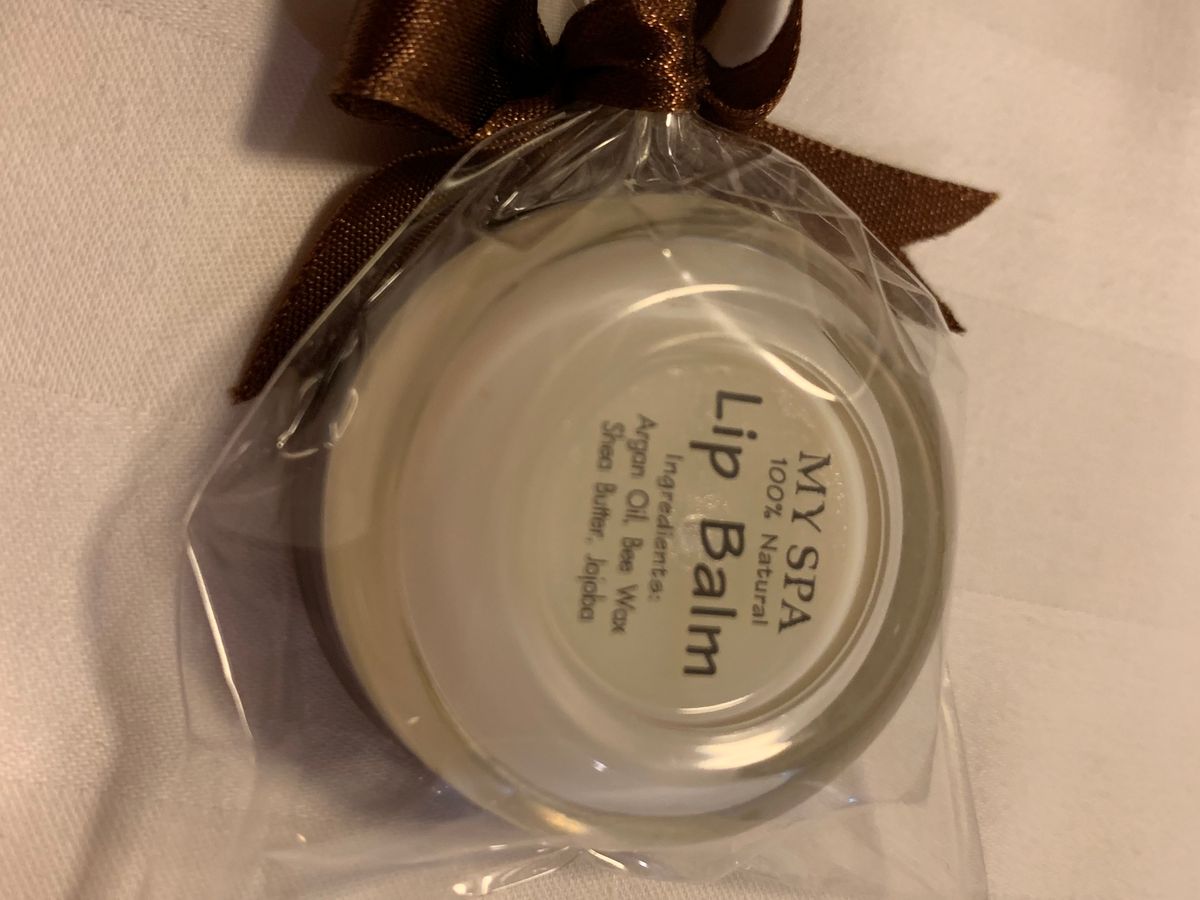 MY SPA
100% Natural
Lip Balm
Ingredients:
Argan Oil, Bee Wax
Shea Butter, Jojoba